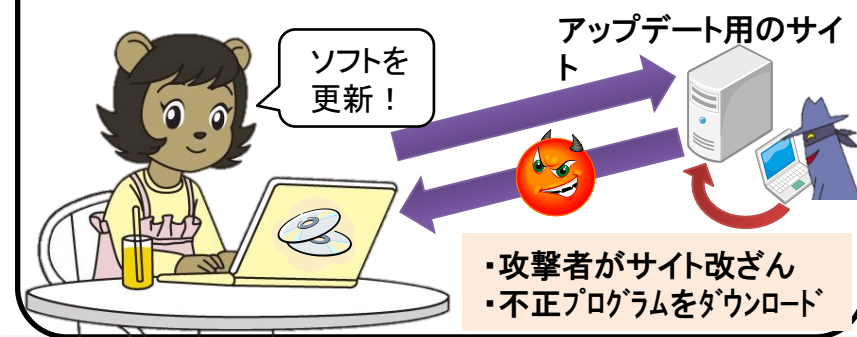 アップデート用のサイ
ト
ソフトを
更新！
・攻撃者がサイト改ざん
・不正ﾌﾟﾛｸﾞﾗﾑをﾀﾞｳﾝﾛｰﾄﾞ